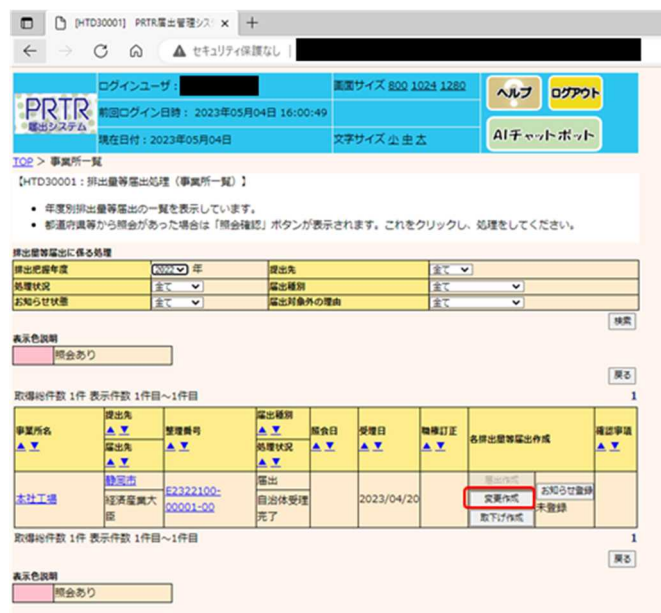 [HTD30001] PRTR届出管理シス
セキュリティ保護なし
PRTR
届出システム
ログインユーザ：
前回ログイン日時： 2023年05月04日 16:00:49
現在日付：2023年05月04日
画面サイズ 800 1024 1280
文字サイズ 小 中 大
ヘルプ ログアウト
AIチャットボット
TOP > 事業所一覧
【HTD30001：排出量等届出処理（事業所一覧）】
• 年度別排出量等届出の一覧を表示しています。
• 都道府県等から照会があった場合は「照会確認」ボタンが表示されます。これをクリックし、処理をしてください。
排出量等届出に係る処理
排出把握年度 2022 年 提出先 全て
処理状況 全て 届出種別 全て
お知らせ状態 全て 届出対象外の理由 全て
検索
表示色説明
照会あり
戻る
取得総件数 1件 表示件数 1件目～1件目 1
事業所名 ▲ ▼
提出先 ▲ ▼
届出先 ▲ ▼
整理番号 ▲ ▼
届出種別 ▲ ▼
処理状況 ▲ ▼
照会日 ▲ ▼
受理日 ▲ ▼
職権訂正 ▲ ▼
各排出量等届出作成
確認事項 ▲ ▼
本社工場
静岡市
経済産業大臣
E2322100-
00001-00
届出
自治体受理
完了
2023/04/20
届出作成
変更作成
取下げ作成
お知らせ登録
未登録
取得総件数 1件 表示件数 1件目～1件目 1
戻る
表示色説明
照会あり